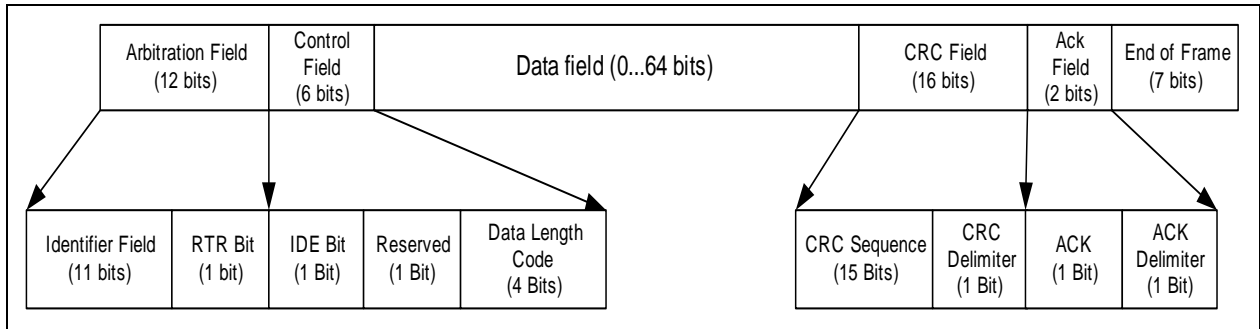 Arbitration Field
(12 bits)
Control
Field
(6 bits)
Data field (0...64 bits)
CRC Field
(16 bits)
Ack
Field
(2 bits)
End of Frame
(7 bits)
Identifier Field
(11 bits)
RTR Bit
(1 bit)
IDE Bit
(1 Bit)
Reserved
(1 Bit)
Data Length
Code
(4 Bits)
CRC Sequence
(15 Bits)
CRC
Delimiter
(1 Bit)
ACK
(1 Bit)
ACK
Delimiter
(1 Bit)